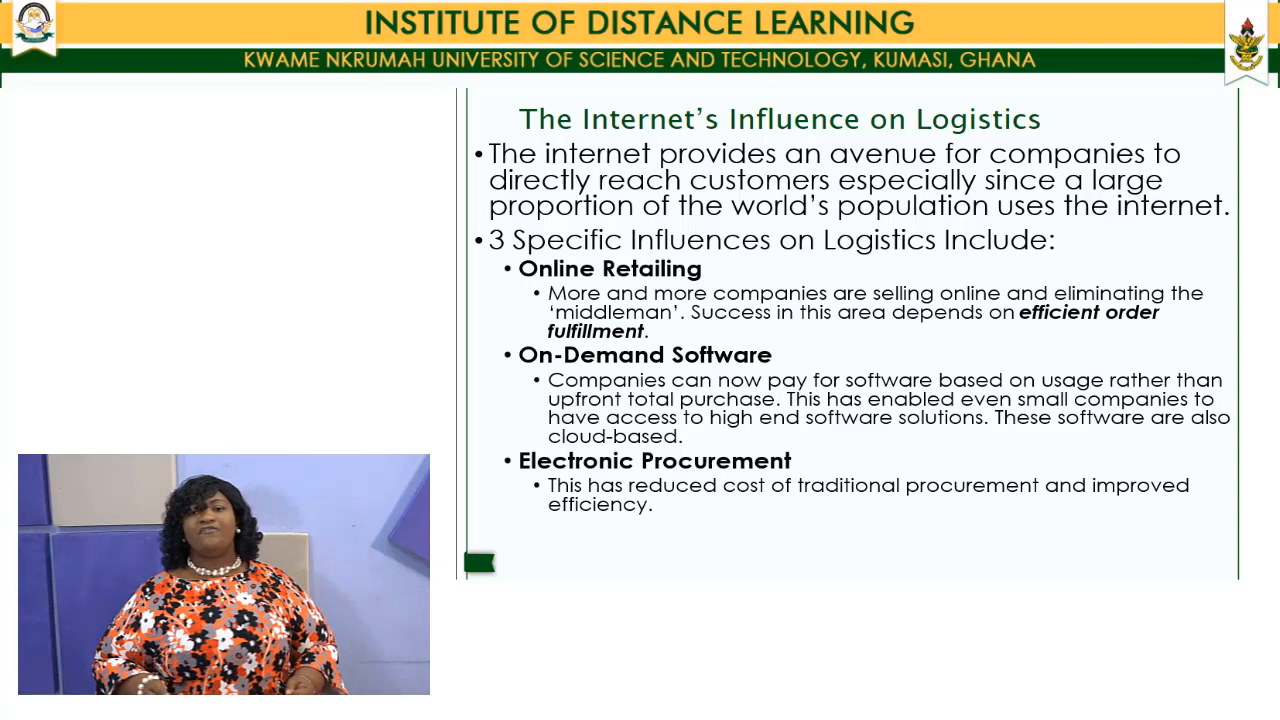 INSTITUTE OF DISTANCE LEARNING
KWAME NKRUMAH UNIVERSITY OF SCIENCE AND TECHNOLOGY, KUMASI, GHANA
The Internet's Influence on Logistics
• The internet provides an avenue for companies to
directly reach customers especially since a large
proportion of the world's population uses the internet.
• 3 Specific Influences on Logistics Include:
• Online Retailing
• More and more companies are selling online and eliminating the
'middleman'. Success in this area depends on efficient order
fulfillment.
• On-Demand Software
• Companies can now pay for software based on usage rather than
upfront total purchase. This has enabled even small companies to
have access to high end software solutions. These software are also
cloud-based.
• Electronic Procurement
• This has reduced cost of traditional procurement and improved
efficiency.